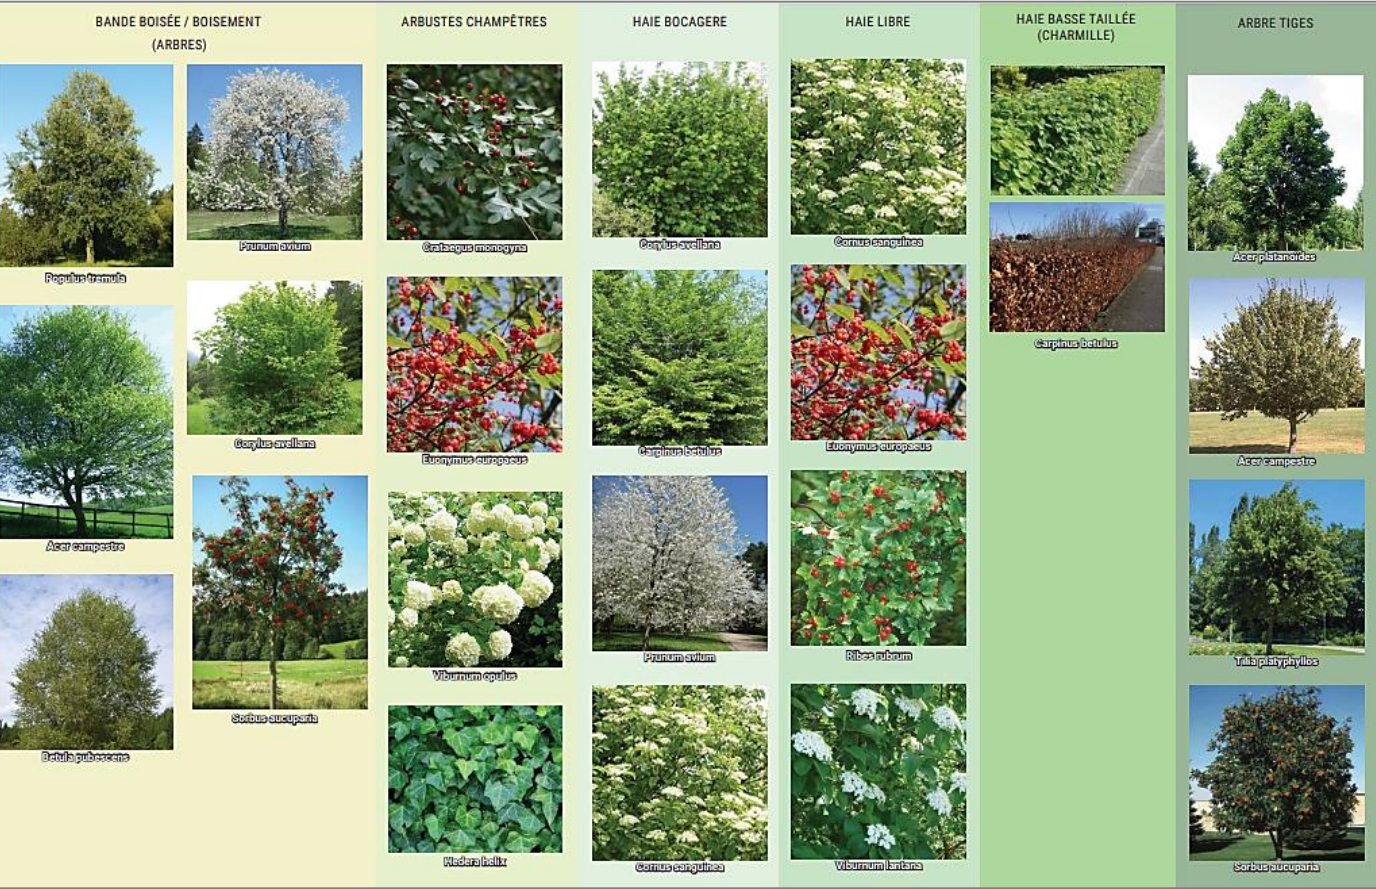 BANDE BOISÉE / BOISEMENT
(ARBRES)
Populus tremula
Prunum avium
Acer campestre
Corylus avellana
Betula pubescens
Sorbus aucuparia
ARBUSTES CHAMPÊTRES
Crataegus monogyna
Euonymus europaeus
Viburnum opulus
Hedera helix
HAIE BOCAGERE
Corylus avellana
Carpinus betulus
Prunum avium
Cornus sanguinea
HAIE LIBRE
Cornus sanguinea
Euonymus europaeus
Ribes rubrum
Viburnum lantana
HAIE BASSE TAILLÉE
(CHARMILLE)
Carpinus betulus
ARBRE TIGES
Acer platanoides
Acer campestre
Tilia platyphyllos
Sorbus aucuparia